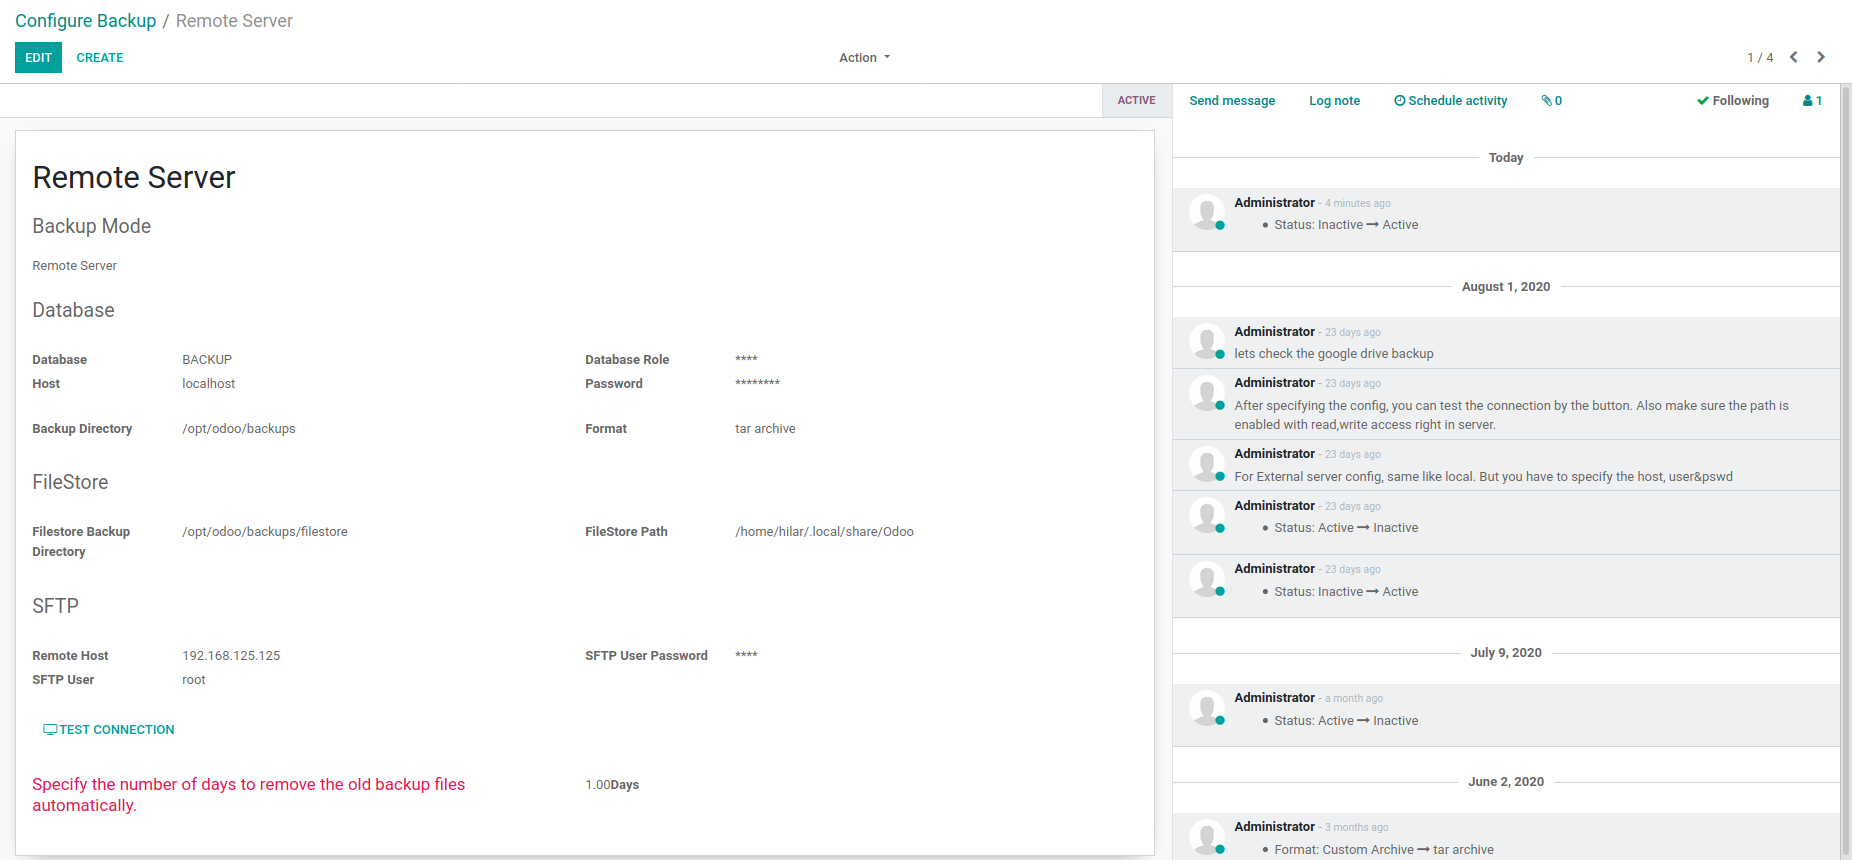 Configure Backup / Remote Server
EDIT CREATE Action 1 / 4
ACTIVE
Remote Server
Backup Mode
Remote Server
Database
Database BACKUP Database Role ****
Host localhost Password ********
Backup Directory /opt/odoo/backups Format tar archive
FileStore
Filestore Backup Directory /opt/odoo/backups/filestore FileStore Path /home/hilar/.local/share/Odoo
SFTP
Remote Host 192.168.125.125 SFTP User Password ****
SFTP User root
TEST CONNECTION
Specify the number of days to remove the old backup files
automatically.
1.00Days
Send message Log note Schedule activity 0 Following 1
Today
Administrator - 4 minutes ago
• Status: Inactive → Active
August 1, 2020
Administrator - 23 days ago
lets check the google drive backup
Administrator - 23 days ago
After specifying the config, you can test the connection by the button. Also make sure the path is
enabled with read,write access right in server.
Administrator - 23 days ago
For External server config, same like local. But you have to specify the host, user&pswd
Administrator - 23 days ago
• Status: Active → Inactive
Administrator - 23 days ago
• Status: Inactive → Active
July 9, 2020
Administrator - a month ago
• Status: Active → Inactive
June 2, 2020
Administrator - 3 months ago
• Format: Custom Archive → tar archive